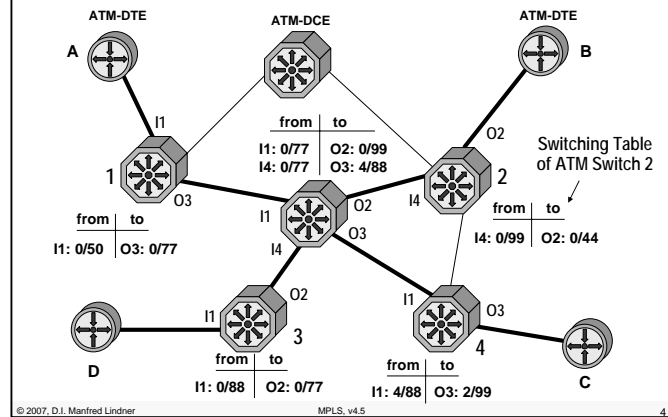 ATM-DTE
ATM-DCE
ATM-DTE
A
B
I1
O2
from to
I1: 0/77 O2: 0/99
I4: 0/77 O3: 4/88
Switching Table
of ATM Switch 2
1
O3
2
I4
O2
I1
O3
I4
from to
I1: 0/50 O3: 0/77
from to
I4: 0/99 O2: 0/44
O2
I1
3
I1
O3
4
D
C
from to
I1: 0/88 O2: 0/77
from to
I1: 4/88 O3: 2/99
© 2007, D.I. Manfred Lindner
MPLS, v4.5
4